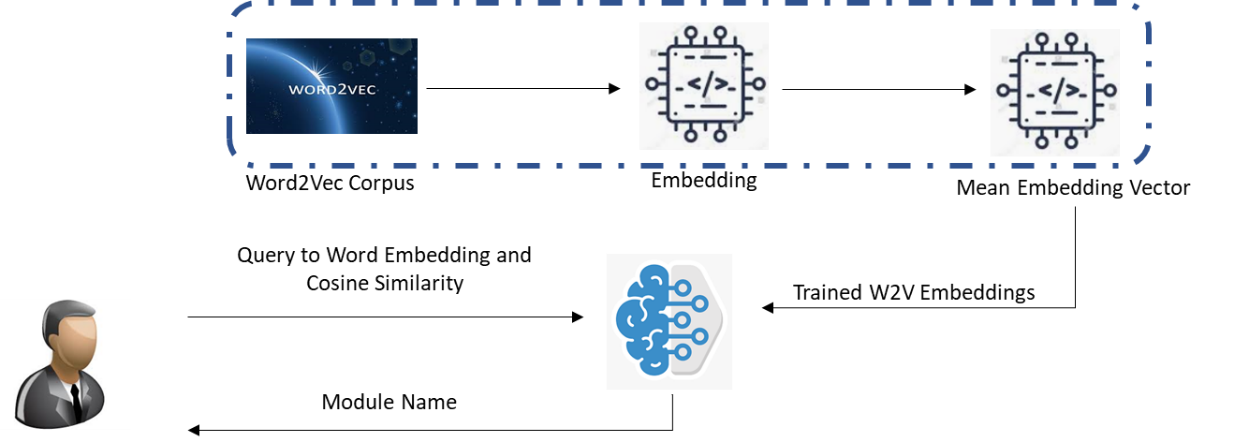 WORD2VEC
Word2Vec Corpus
Embedding
Mean Embedding Vector
Query to Word Embedding and
Cosine Similarity
Trained W2V Embeddings
Module Name